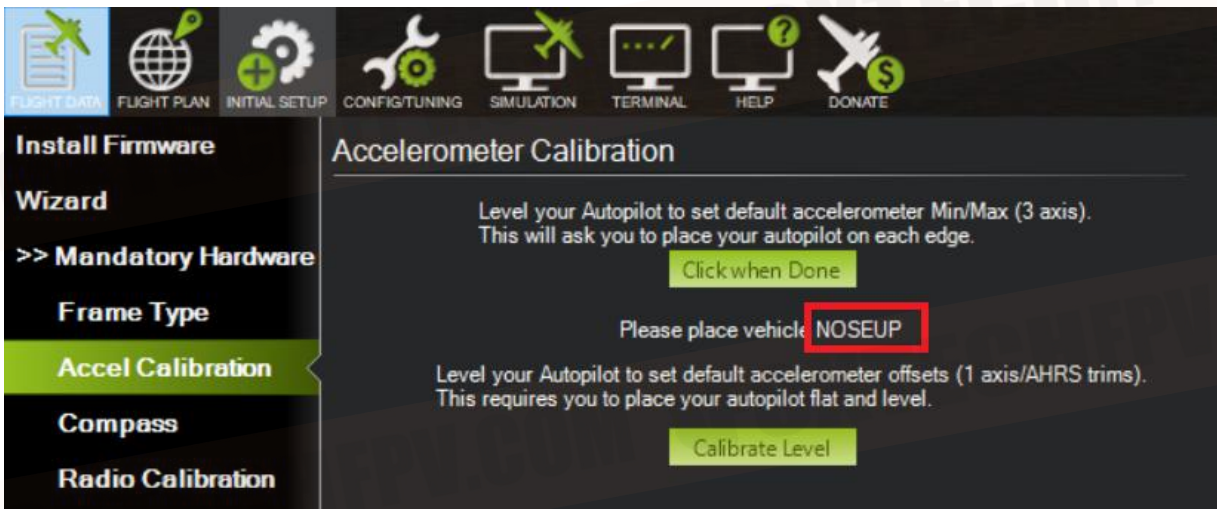 FLIGHT DATA
FLIGHT PLAN
INITIAL SETUP
CONFIG/TUNING
SIMULATION
TERMINAL
HELP
DONATE
Install Firmware
Wizard
>> Mandatory Hardware
Frame Type
Accel Calibration
Compass
Radio Calibration
Accelerometer Calibration
Level your Autopilot to set default accelerometer Min/Max (3 axis).
This will ask you to place your autopilot on each edge.
Click when Done
Please place vehicle NOSEUP
Level your Autopilot to set default accelerometer offsets (1 axis/AHRS trims).
This requires you to place your autopilot flat and level.
Calibrate Level